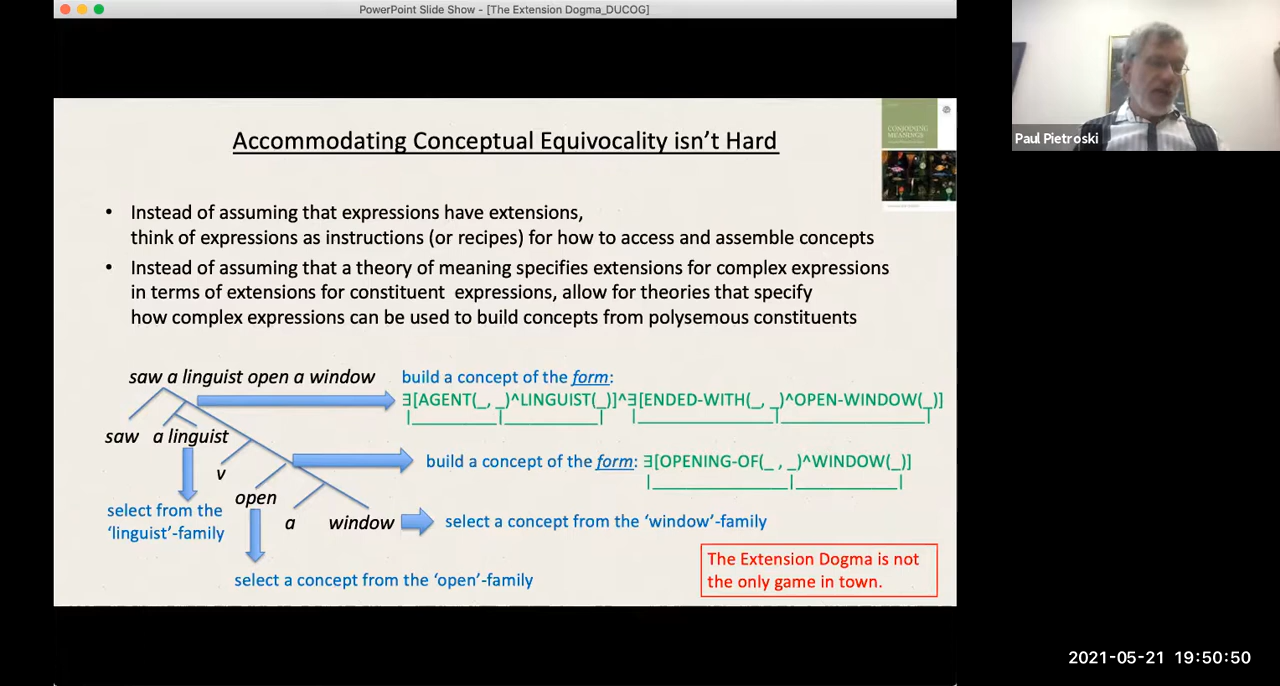 PowerPoint Slide Show - [The Extension Dogma_DUCOG]
Paul Pietroski
CONJOINING
MEANINGS
Accommodating Conceptual Equivocality isn't Hard
• Instead of assuming that expressions have extensions,
think of expressions as instructions (or recipes) for how to access and assemble concepts
• Instead of assuming that a theory of meaning specifies extensions for complex expressions
in terms of extensions for constituent expressions, allow for theories that specify
how complex expressions can be used to build concepts from polysemous constituents
saw a linguist open a window
build a concept of the form:
∃[AGENT(_, _)^LINGUIST(_)]^∃[ENDED-WITH(_, _)^OPEN-WINDOW(_)]
saw a linguist
v
build a concept of the form: ∃[OPENING-OF(_ , _)^WINDOW(_)]
open
select from the
'linguist'-family
a window
select a concept from the 'window'-family
select a concept from the 'open'-family
The Extension Dogma is not
the only game in town.
2021-05-21 19:50:50